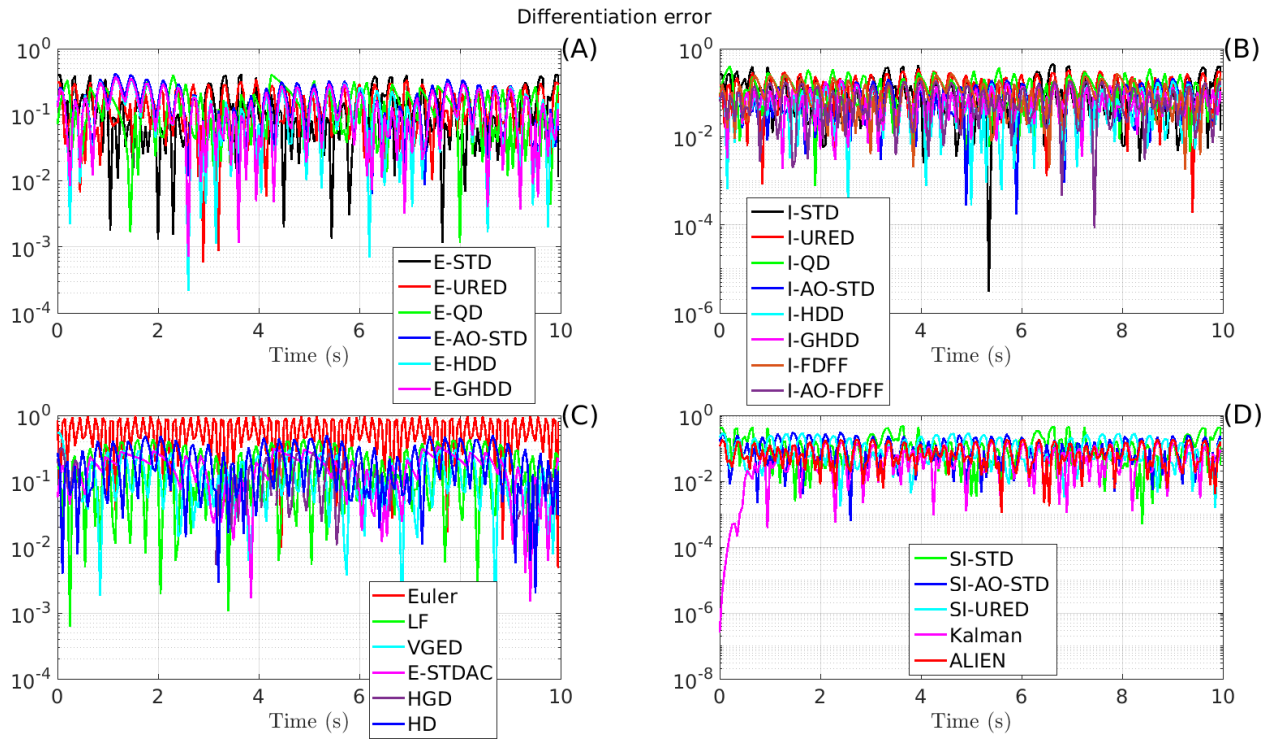 Differentiation error
(A)
10^0
10^-1
10^-2
10^-3
10^-4
0 2 4 6 8 10
Time (s)
E-STD
E-URED
E-QD
E-AO-STD
E-HDD
E-GHDD
(B)
10^0
10^-2
10^-4
10^-6
0 2 4 6 8 10
Time (s)
I-STD
I-URED
I-QD
I-AO-STD
I-HDD
I-GHDD
I-FDFF
I-AO-FDFF
(C)
10^0
10^-1
10^-2
10^-3
10^-4
0 2 4 6 8 10
Time (s)
Euler
LF
VGED
E-STDAC
HGD
HD
(D)
10^0
10^-2
10^-4
10^-6
10^-8
0 2 4 6 8 10
Time (s)
SI-STD
SI-AO-STD
SI-URED
Kalman
ALIEN